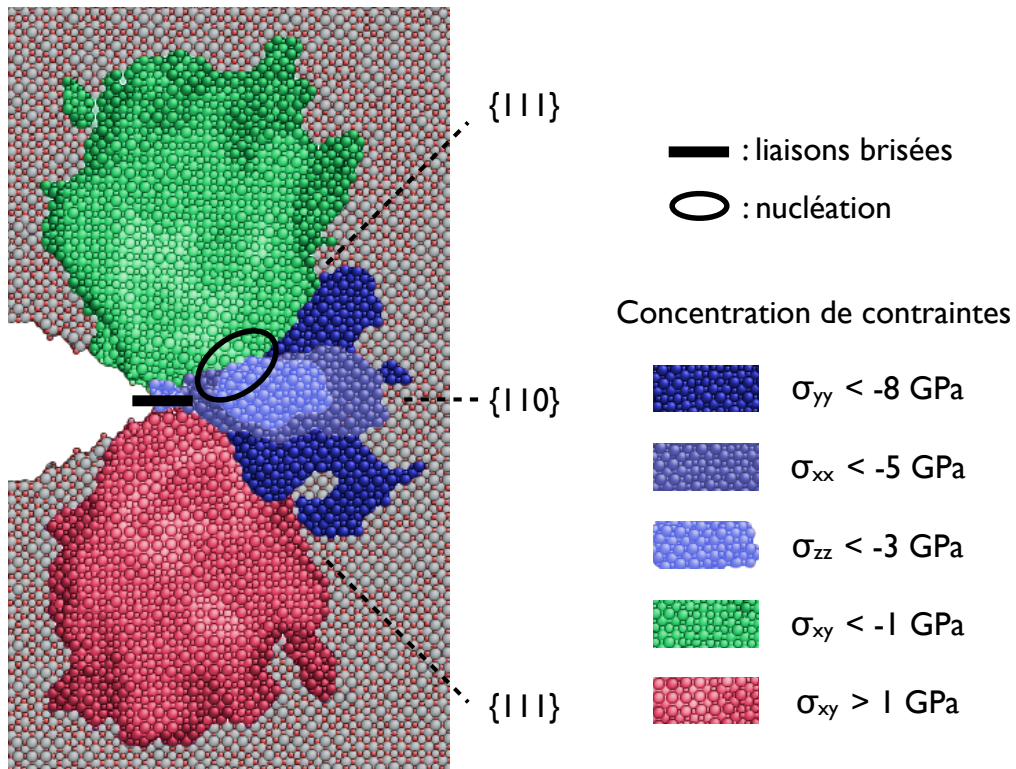 {111}
: liaisons brisées
: nucléation
Concentration de contraintes
σyy < -8 GPa
{110}
σxx < -5 GPa
σzz < -3 GPa
σxy < -1 GPa
{111}
σxy > 1 GPa